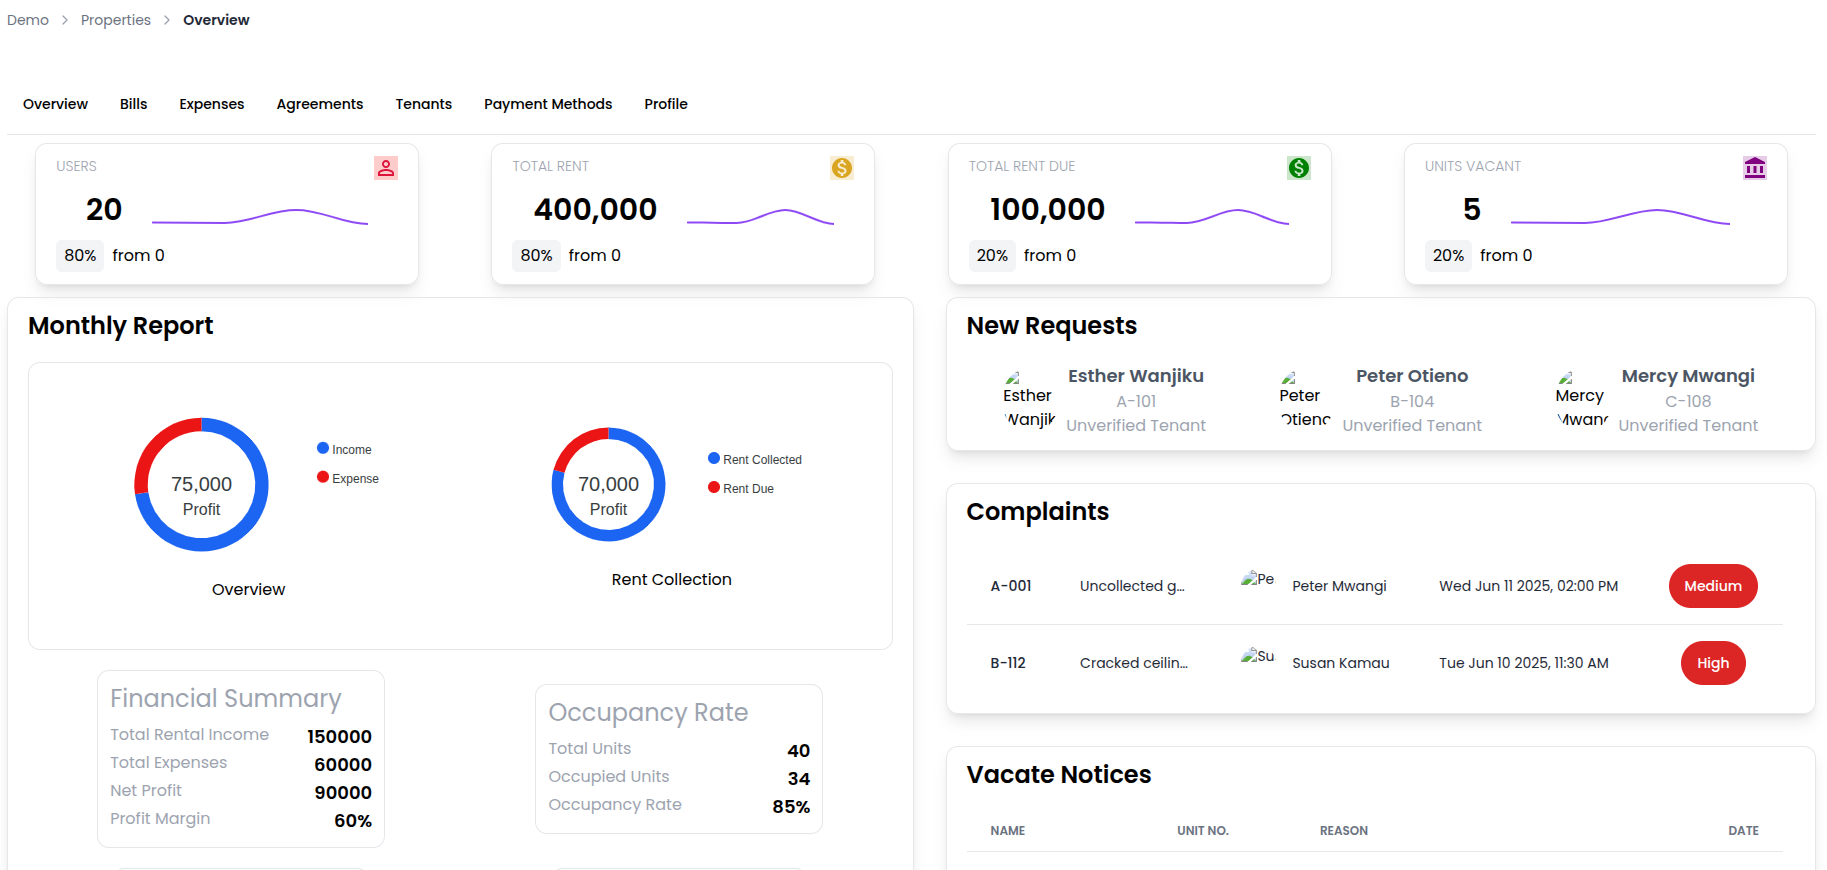 Demo > Properties > Overview
Overview Bills Expenses Agreements Tenants Payment Methods Profile
USERS
20
80% from 0
TOTAL RENT
400,000
80% from 0
TOTAL RENT DUE
100,000
20% from 0
UNITS VACANT
5
20% from 0
Monthly Report
75,000
Profit
Income
Expense
Overview
70,000
Profit
Rent Collected
Rent Due
Rent Collection
Financial Summary
Total Rental Income 150000
Total Expenses 60000
Net Profit 90000
Profit Margin 60%
Occupancy Rate
Total Units 40
Occupied Units 34
Occupancy Rate 85%
New Requests
Esther
Wanjik
Esther Wanjiku
A-101
Unverified Tenant
Peter
Otieno
Peter Otieno
B-104
Unverified Tenant
Mercy
Mwang
Mercy Mwangi
C-108
Unverified Tenant
Complaints
A-001 Uncollected g... Pe Peter Mwangi Wed Jun 11 2025, 02:00 PM Medium
B-112 Cracked ceilin... Su Susan Kamau Tue Jun 10 2025, 11:30 AM High
Vacate Notices
NAME UNIT NO. REASON DATE